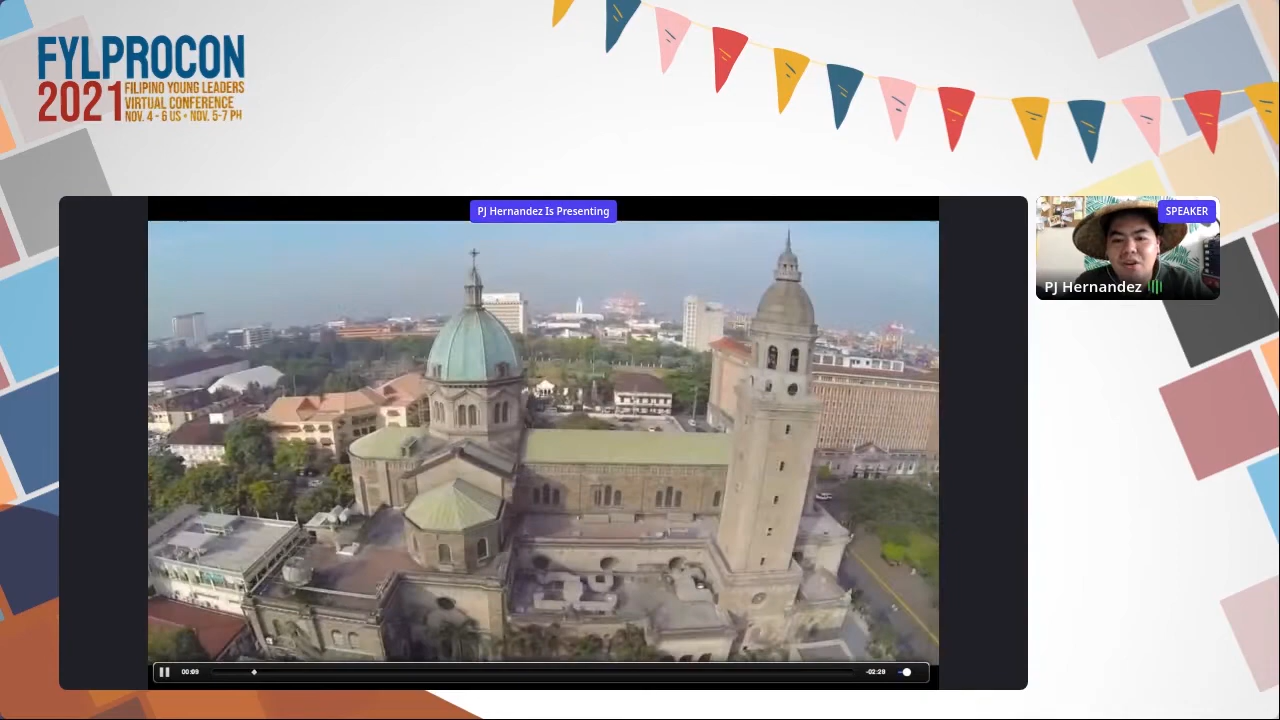 FYLPROCON
2021
FILIPINO YOUNG LEADERS
VIRTUAL CONFERENCE
NOV. 4 - 6 US • NOV. 5-7 PH
PJ Hernandez Is Presenting
SPEAKER
PJ Hernandez
00:09
-02:29